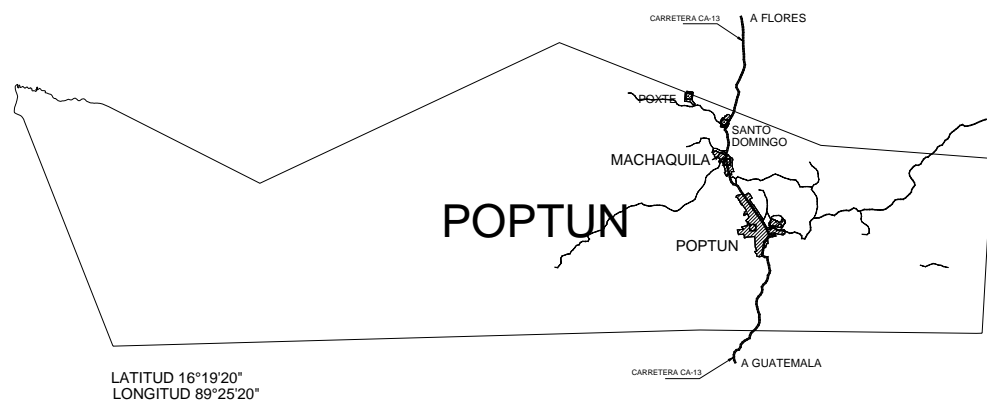 CARRETERA CA-13
A FLORES
POXTE
SANTO
DOMINGO
MACHAQUILA
POPTUN
POPTUN
A GUATEMALA
CARRETERA CA-13
LATITUD 16°19'20"
LONGITUD 89°25'20"